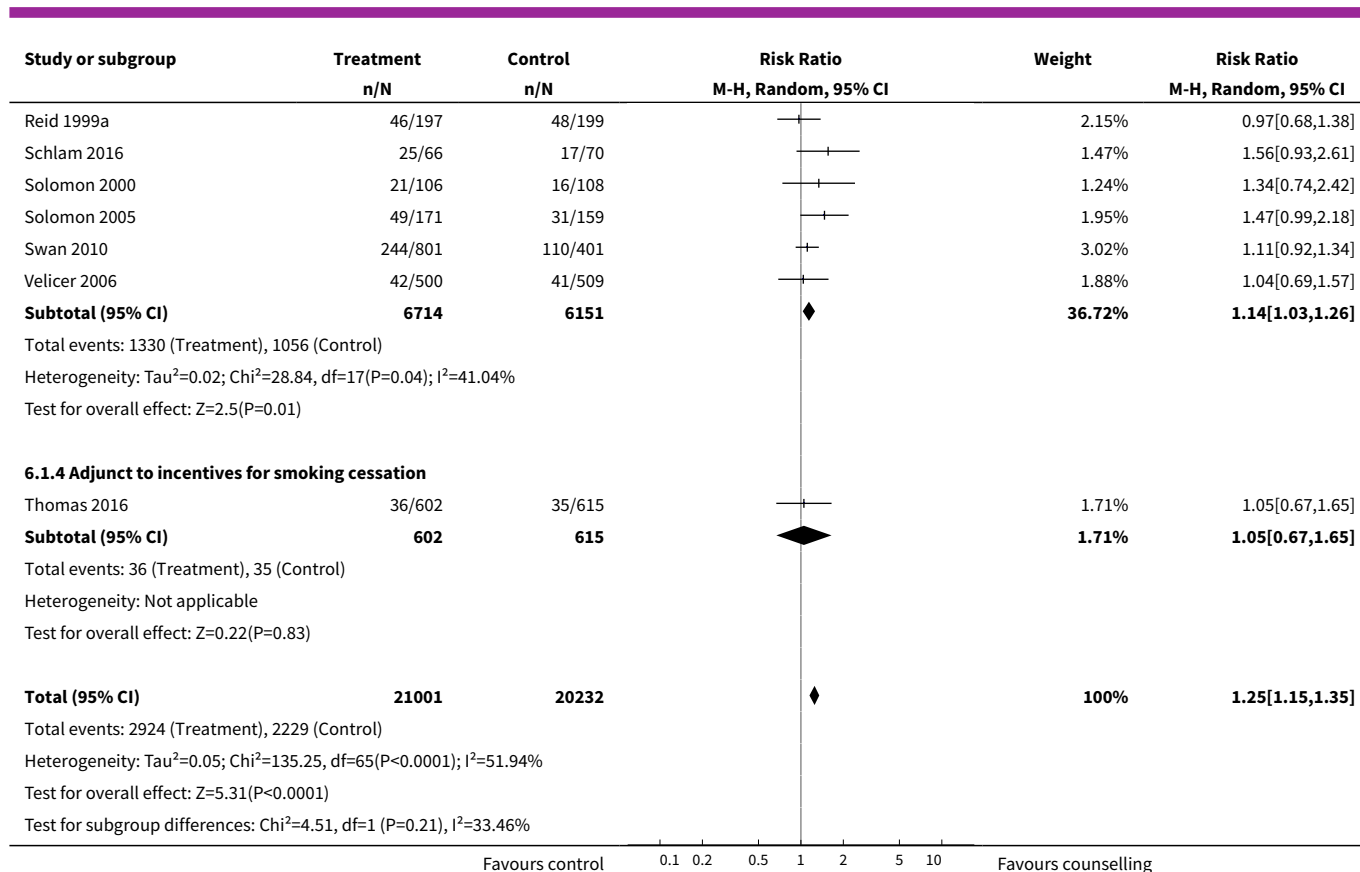 Study or subgroup Treatment Control Risk Ratio Weight Risk Ratio
n/N n/N M-H, Random, 95% CI M-H, Random, 95% CI
Reid 1999a 46/197 48/199 2.15% 0.97[0.68,1.38]
Schlam 2016 25/66 17/70 1.47% 1.56[0.93,2.61]
Solomon 2000 21/106 16/108 1.24% 1.34[0.74,2.42]
Solomon 2005 49/171 31/159 1.95% 1.47[0.99,2.18]
Swan 2010 244/801 110/401 3.02% 1.11[0.92,1.34]
Velicer 2006 42/500 41/509 1.88% 1.04[0.69,1.57]
Subtotal (95% CI) 6714 6151 36.72% 1.14[1.03,1.26]
Total events: 1330 (Treatment), 1056 (Control)
Heterogeneity: Tau²=0.02; Chi²=28.84, df=17(P=0.04); I²=41.04%
Test for overall effect: Z=2.5(P=0.01)
6.1.4 Adjunct to incentives for smoking cessation
Thomas 2016 36/602 35/615 1.71% 1.05[0.67,1.65]
Subtotal (95% CI) 602 615 1.71% 1.05[0.67,1.65]
Total events: 36 (Treatment), 35 (Control)
Heterogeneity: Not applicable
Test for overall effect: Z=0.22(P=0.83)
Total (95% CI) 21001 20232 100% 1.25[1.15,1.35]
Total events: 2924 (Treatment), 2229 (Control)
Heterogeneity: Tau²=0.05; Chi²=135.25, df=65(P<0.0001); I²=51.94%
Test for overall effect: Z=5.31(P<0.0001)
Test for subgroup differences: Chi²=4.51, df=1 (P=0.21), I²=33.46%
Favours control 0.1 0.2 0.5 1 2 5 10 Favours counselling